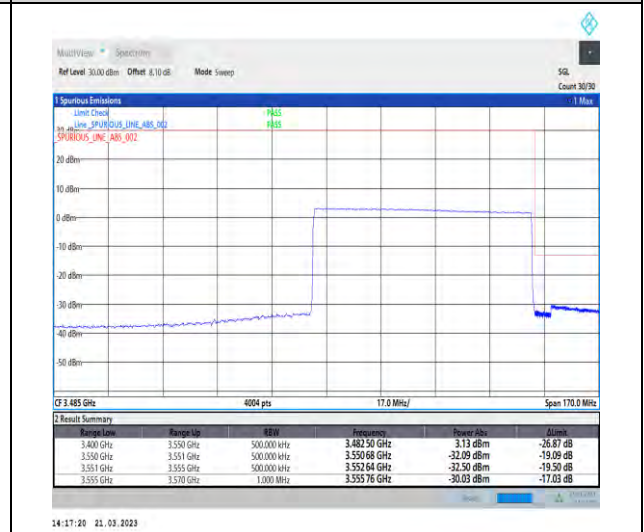 MultiView Spectrum
Ref Level 30.00 dBm Offset 8.10 dB Mode Sweep SGL
Count 30/30
1 Spurious Emissions 1 Max
Limit Check PASS
Line _SPURIOUS_LINE_ABS_002 PASS
_SPURIOUS_LINE_ABS_002
20 dBm
10 dBm
0 dBm
-10 dBm
-20 dBm
-30 dBm
-40 dBm
-50 dBm
CF 3.485 GHz 4004 pts 17.0 MHz/ Span 170.0 MHz
2 Result Summary
Range Low Range Up RBW Frequency Power Abs ΔLimit
3.400 GHz 3.550 GHz 500.000 kHz 3.482 50 GHz 3.13 dBm -26.87 dB
3.550 GHz 3.551 GHz 500.000 kHz 3.550 68 GHz -32.09 dBm -19.09 dB
3.551 GHz 3.555 GHz 500.000 kHz 3.552 64 GHz -32.50 dBm -19.50 dB
3.555 GHz 3.570 GHz 1.000 MHz 3.555 76 GHz -30.03 dBm -17.03 dB
14:17:20 21.03.2023